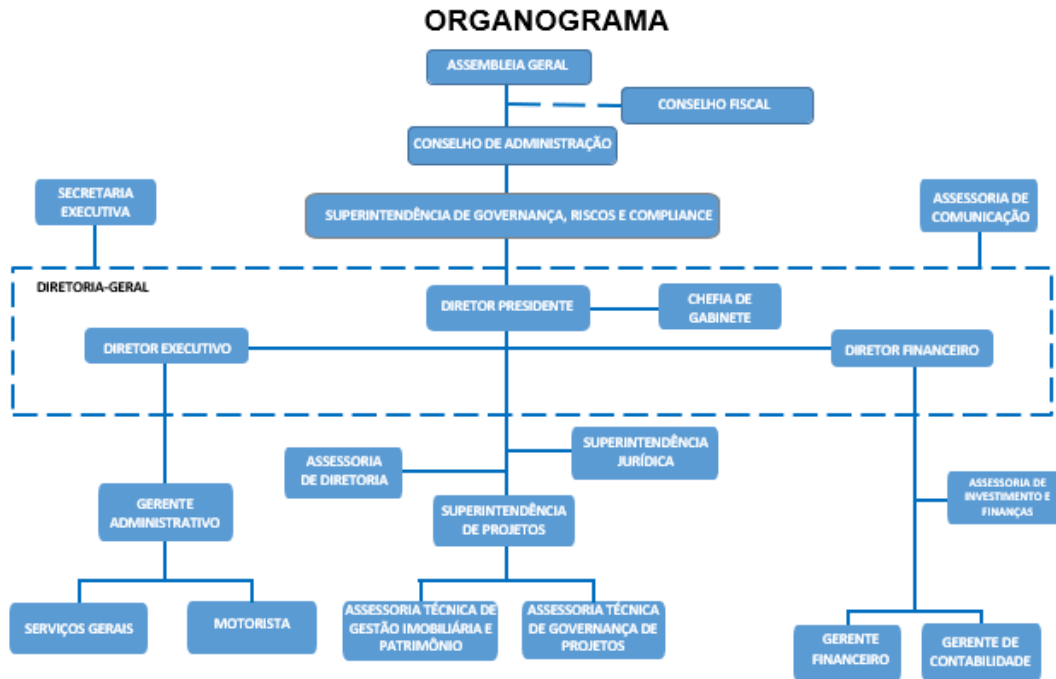 ORGANOGRAMA
ASSEMBLEIA GERAL
CONSELHO FISCAL
CONSELHO DE ADMINISTRAÇÃO
SECRETARIA
EXECUTIVA
SUPERINTENDÊNCIA DE GOVERNANÇA, RISCOS E COMPLIANCE
ASSESSORIA DE
COMUNICAÇÃO
DIRETORIA-GERAL
DIRETOR PRESIDENTE
CHEFIA DE
GABINETE
DIRETOR EXECUTIVO
DIRETOR FINANCEIRO
SUPERINTENDÊNCIA
JURÍDICA
ASSESSORIA
DE DIRETORIA
ASSESSORIA DE
INVESTIMENTO E
FINANÇAS
GERENTE
ADMINISTRATIVO
SUPERINTENDÊNCIA
DE PROJETOS
SERVIÇOS GERAIS
MOTORISTA
ASSESSORIA TÉCNICA DE
GESTÃO IMOBILIÁRIA E
PATRIMÔNIO
ASSESSORIA TÉCNICA
DE GOVERNANÇA DE
PROJETOS
GERENTE
FINANCEIRO
GERENTE DE
CONTABILIDADE